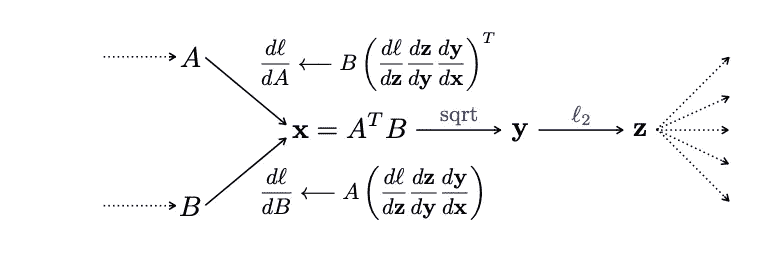 A dℓ/dA ⟵ B (dℓ/d𝐳 d𝐳/d𝐲 d𝐲/d𝐱)^T
𝐱 = A^T B sqrt 𝐲 ℓ₂ 𝐳
B dℓ/dB ⟵ A (dℓ/d𝐳 d𝐳/d𝐲 d𝐲/d𝐱)